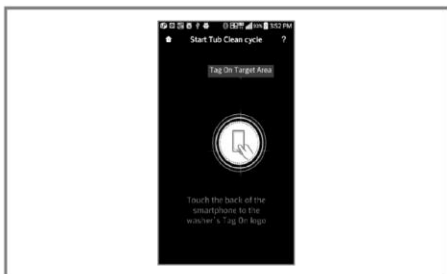 3:52 PM
Start Tub Clean cycle ?
Tag On Target Area
Touch the back of the
smartphone to the
washer's Tag On logo